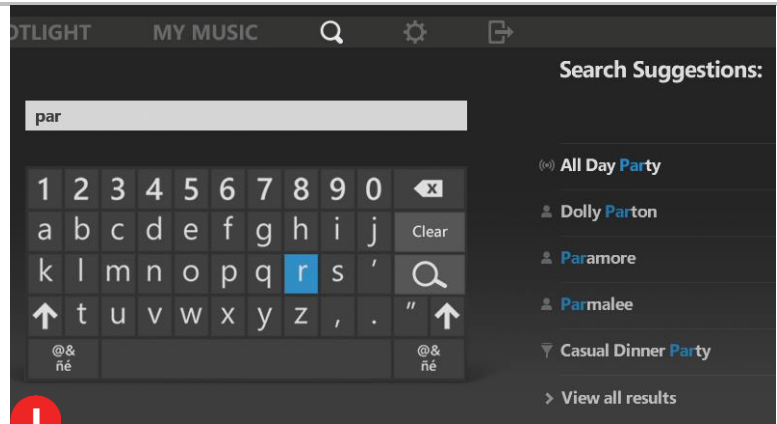 OTLIGHT MY MUSIC
Search Suggestions:
par
All Day Party
1 2 3 4 5 6 7 8 9 0
Dolly Parton
a b c d e f g h i j Clear
Paramore
k l m n o p q r s '
Parmalee
t u v w x y z , . "
Casual Dinner Party
@& @&
ñé ñé
> View all results